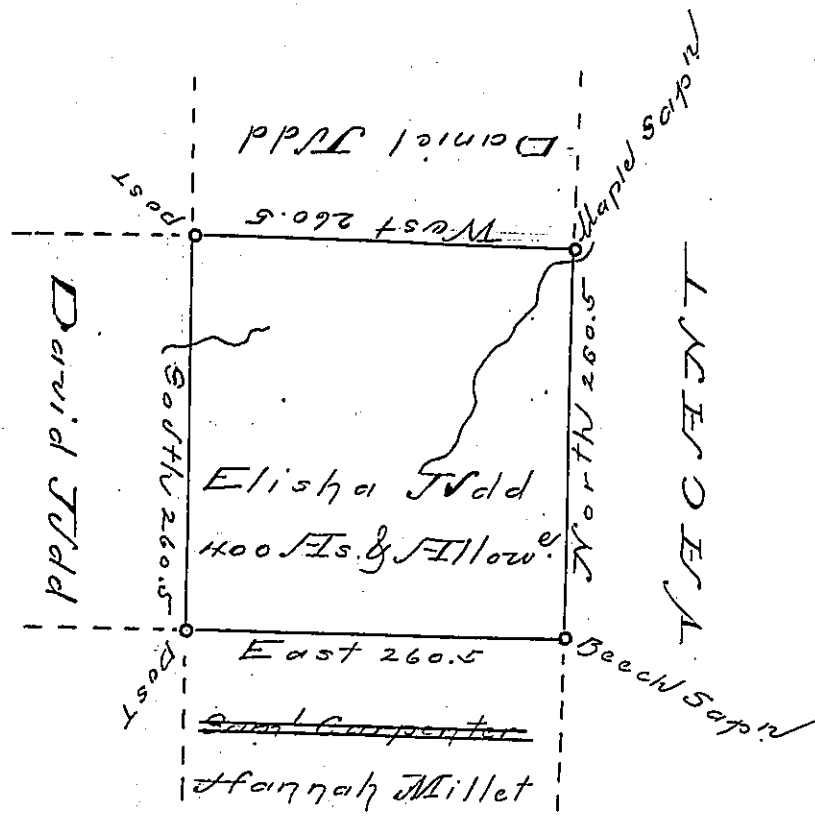 Daniel Judd
post
West 260.5
Maple Sapn
David Judd
South 260.5
North 260.5
VACANT
Elisha Judd
400 As. & Allowe.
post
East 260.5
Beech Sapn
Saml Carpenter
Hannah Millet